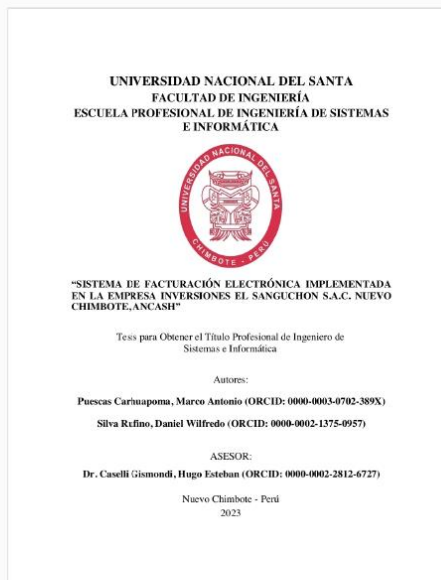 UNIVERSIDAD NACIONAL DEL SANTA
FACULTAD DE INGENIERÍA
ESCUELA PROFESIONAL DE INGENIERÍA DE SISTEMAS
E INFORMÁTICA
UNIVERSIDAD NACIONAL DEL SANTA
CHIMBOTE - PERÚ
“SISTEMA DE FACTURACIÓN ELECTRÓNICA IMPLEMENTADA
EN LA EMPRESA INVERSIONES EL SANGUCHON S.A.C. NUEVO
CHIMBOTE, ANCASH”
Tesis para Obtener el Título Profesional de Ingeniero de
Sistemas e Informática
Autores:
Puescas Carhuapoma, Marco Antonio (ORCID: 0000-0003-0702-389X)
Silva Rufino, Daniel Wilfredo (ORCID: 0000-0002-1375-0957)
ASESOR:
Dr. Caselli Gismondi, Hugo Esteban (ORCID: 0000-0002-2812-6727)
Nuevo Chimbote - Perú
2023